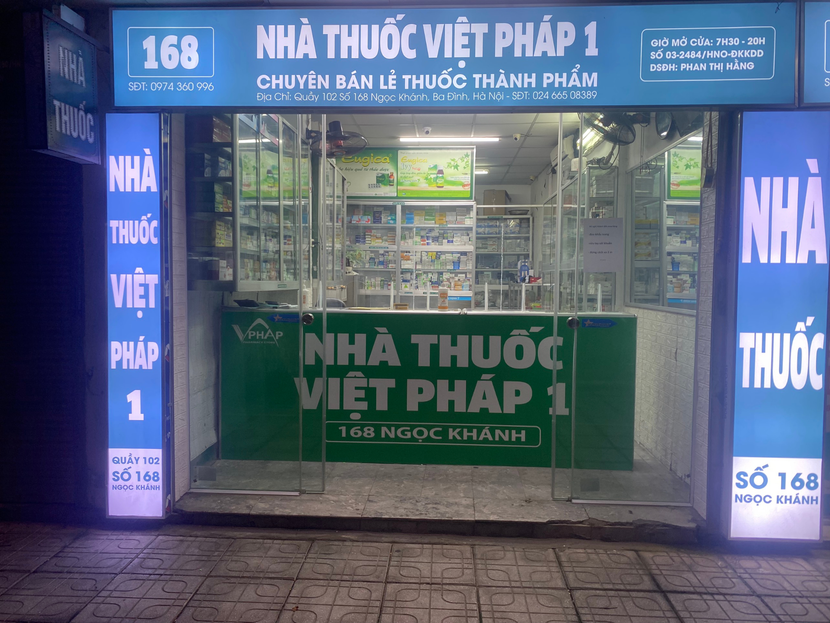 168
SĐT: 0974 360 996
NHÀ THUỐC VIỆT PHÁP 1
CHUYÊN BÁN LẺ THUỐC THÀNH PHẨM
Địa Chỉ: Quầy 102 Số 168 Ngọc Khánh, Ba Đình, Hà Nội - SĐT: 024 665 08389
GIỜ MỞ CỬA: 7H30 - 20H
SỐ 03-2484/HNO-ĐKKDD
DSĐH: PHAN THỊ HẰNG
NHÀ
THUỐC
NHÀ
THUỐC
VIỆT
PHÁP
1
QUẦY 102
SỐ 168
NGỌC KHÁNH
Eugica
Eugica
VPHÁP
NHÀ THUỐC
VIỆT PHÁP 1
168 NGỌC KHÁNH
NHÀ
THUỐC
SỐ 168
NGỌC KHÁNH